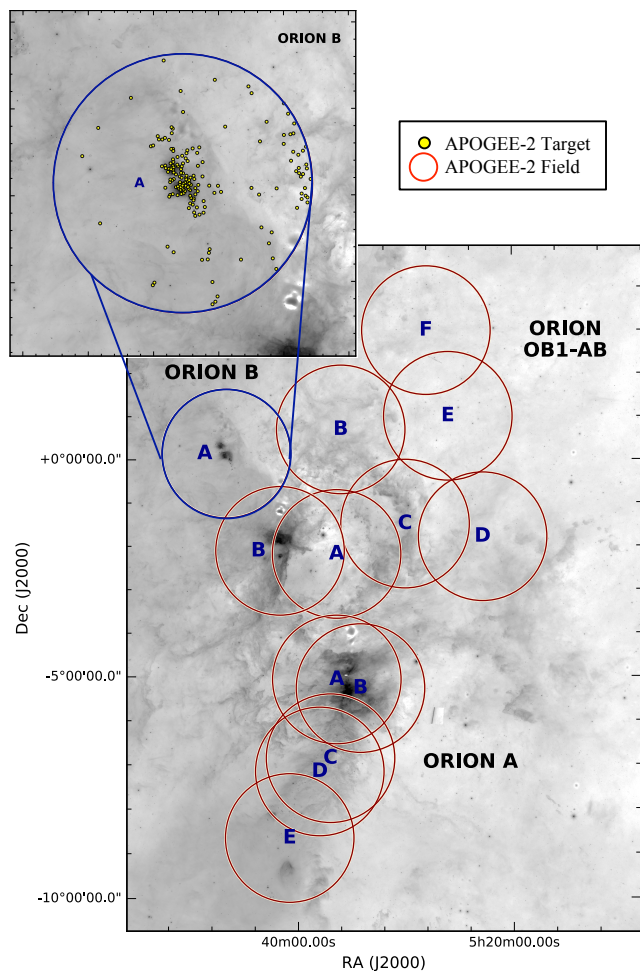 ORION B
A
APOGEE-2 Target
APOGEE-2 Field
F
ORION
OB1-AB
ORION B
E
B
A
+0°00'00.0"
C
D
B
A
Dec (J2000)
-5°00'00.0"
A
B
C
ORION A
D
E
-10°00'00.0"
40m00.00s
5h20m00.00s
RA (J2000)